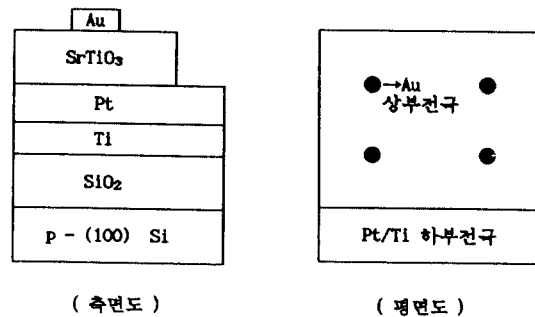 Au
SrTiO₃
Pt
Ti
SiO₂
p - (100) Si
( 측면도 )
→Au
상부전극
Pt/Ti 하부전극
( 평면도 )